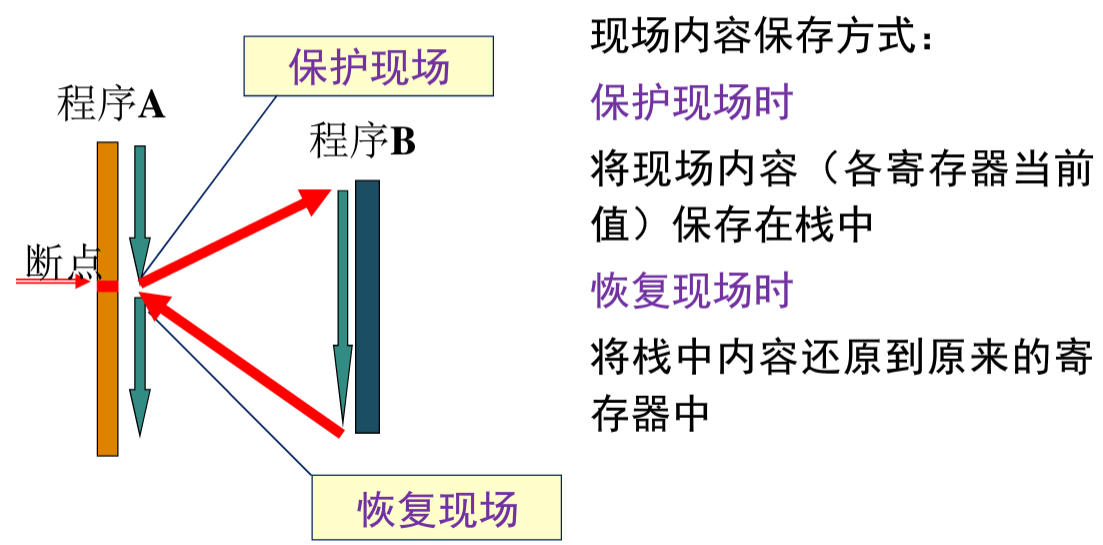 保护现场
程序A
程序B
断点
恢复现场
现场内容保存方式：
保护现场时
将现场内容（各寄存器当前
值）保存在栈中
恢复现场时
将栈中内容还原到原来的寄
存器中